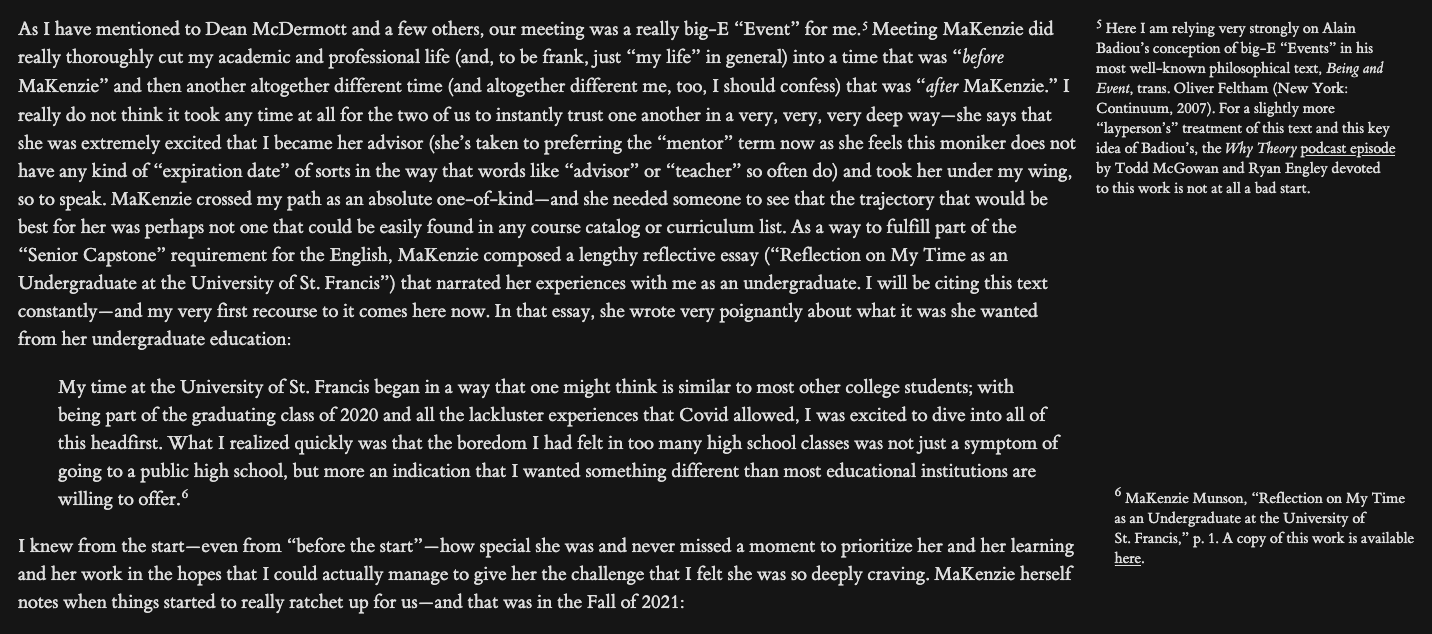 As I have mentioned to Dean McDermott and a few others, our meeting was a really big-E “Event” for me.⁵ Meeting MaKenzie did
really thoroughly cut my academic and professional life (and, to be frank, just “my life” in general) into a time that was “before
MaKenzie” and then another altogether different time (and altogether different me, too, I should confess) that was “after MaKenzie.” I
really do not think it took any time at all for the two of us to instantly trust one another in a very, very, very deep way—she says that
she was extremely excited that I became her advisor (she’s taken to preferring the “mentor” term now as she feels this moniker does not
have any kind of “expiration date” of sorts in the way that words like “advisor” or “teacher” so often do) and took her under my wing,
so to speak. MaKenzie crossed my path as an absolute one-of-kind—and she needed someone to see that the trajectory that would be
best for her was perhaps not one that could be easily found in any course catalog or curriculum list. As a way to fulfill part of the
“Senior Capstone” requirement for the English, MaKenzie composed a lengthy reflective essay (“Reflection on My Time as an
Undergraduate at the University of St. Francis”) that narrated her experiences with me as an undergraduate. I will be citing this text
constantly—and my very first recourse to it comes here now. In that essay, she wrote very poignantly about what it was she wanted
from her undergraduate education:
My time at the University of St. Francis began in a way that one might think is similar to most other college students; with
being part of the graduating class of 2020 and all the lackluster experiences that Covid allowed, I was excited to dive into all of
this headfirst. What I realized quickly was that the boredom I had felt in too many high school classes was not just a symptom of
going to a public high school, but more an indication that I wanted something different than most educational institutions are
willing to offer.⁶
I knew from the start—even from “before the start”—how special she was and never missed a moment to prioritize her and her learning
and her work in the hopes that I could actually manage to give her the challenge that I felt she was so deeply craving. MaKenzie herself
notes when things started to really ratchet up for us—and that was in the Fall of 2021:
⁵ Here I am relying very strongly on Alain
Badiou’s conception of big-E “Events” in his
most well-known philosophical text, Being and
Event, trans. Oliver Feltham (New York:
Continuum, 2007). For a slightly more
“layperson’s” treatment of this text and this key
idea of Badiou’s, the Why Theory podcast episode
by Todd McGowan and Ryan Engley devoted
to this work is not at all a bad start.
⁶ MaKenzie Munson, “Reflection on My Time
as an Undergraduate at the University of
St. Francis,” p. 1. A copy of this work is available
here.